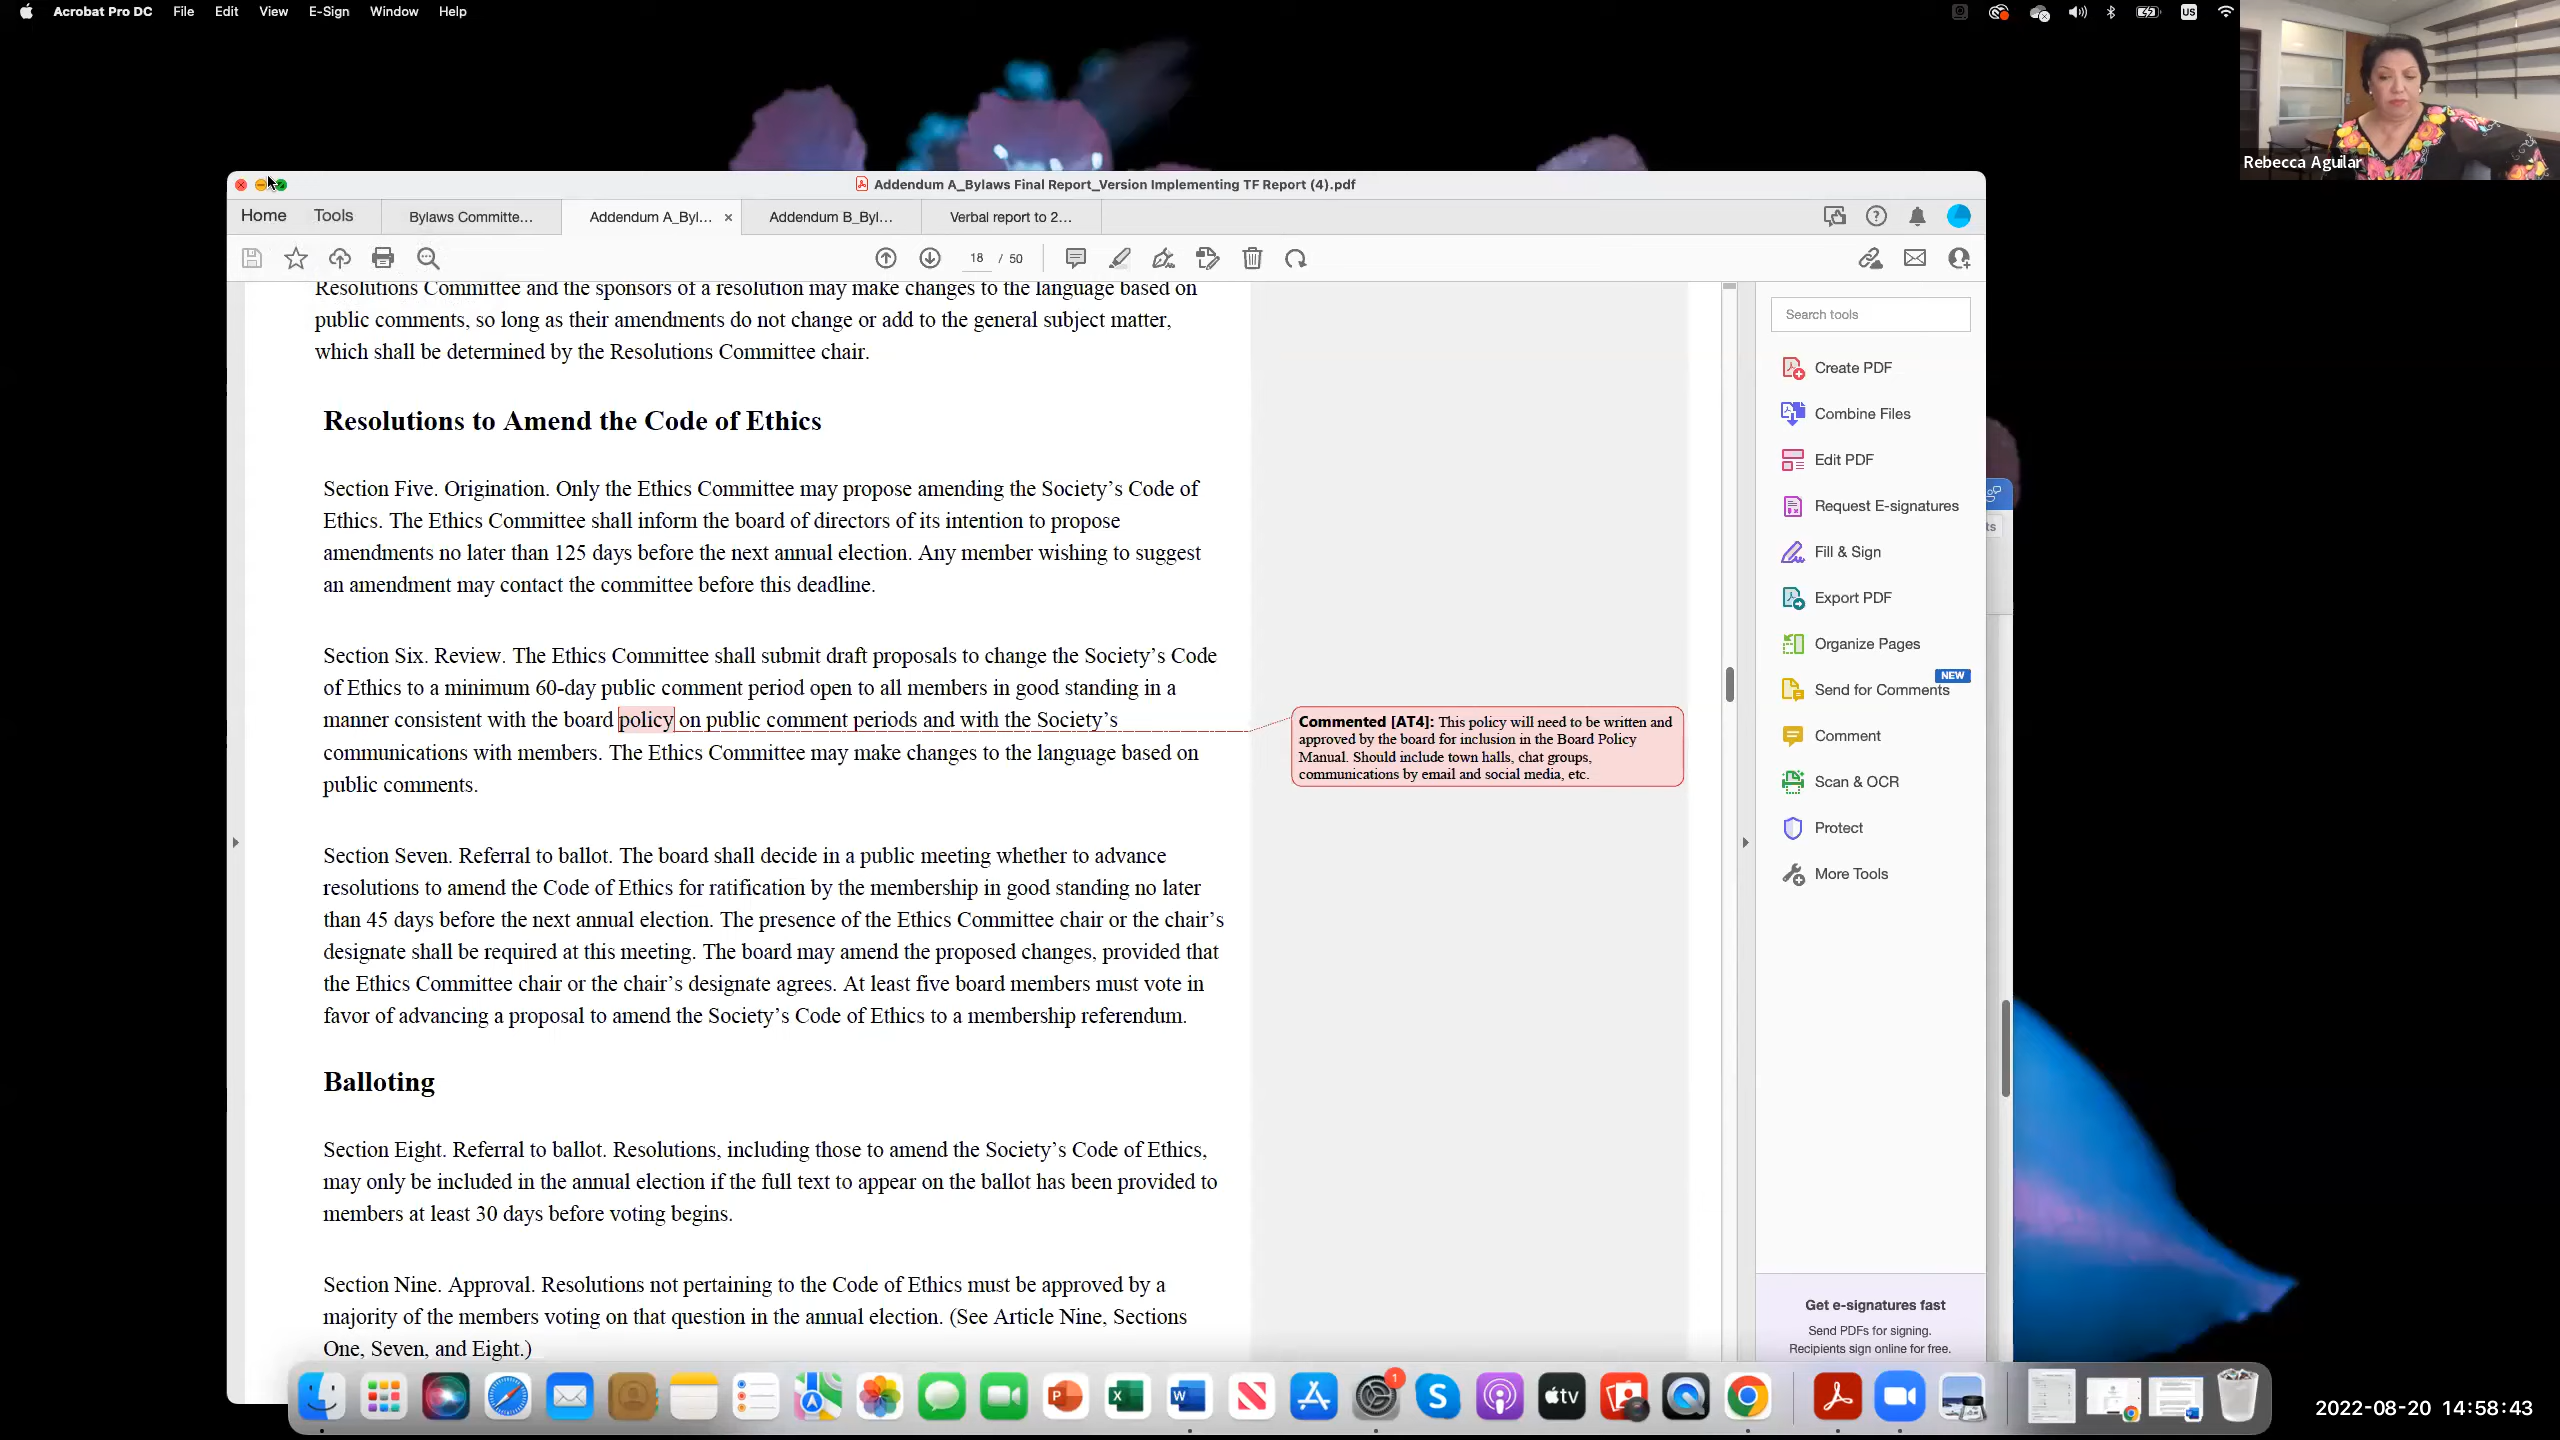 Acrobat Pro DC File Edit View E-Sign Window Help
US
Rebecca Aguilar
Addendum A_Bylaws Final Report_Version Implementing TF Report (4).pdf
Home Tools Bylaws Committe... Addendum A_Byl... × Addendum B_Byl... Verbal report to 2...
18 / 50
Resolutions Committee and the sponsors of a resolution may make changes to the language based on
public comments, so long as their amendments do not change or add to the general subject matter,
which shall be determined by the Resolutions Committee chair.
Resolutions to Amend the Code of Ethics
Section Five. Origination. Only the Ethics Committee may propose amending the Society’s Code of
Ethics. The Ethics Committee shall inform the board of directors of its intention to propose
amendments no later than 125 days before the next annual election. Any member wishing to suggest
an amendment may contact the committee before this deadline.
Section Six. Review. The Ethics Committee shall submit draft proposals to change the Society’s Code
of Ethics to a minimum 60-day public comment period open to all members in good standing in a
manner consistent with the board policy on public comment periods and with the Society’s
communications with members. The Ethics Committee may make changes to the language based on
public comments.
Section Seven. Referral to ballot. The board shall decide in a public meeting whether to advance
resolutions to amend the Code of Ethics for ratification by the membership in good standing no later
than 45 days before the next annual election. The presence of the Ethics Committee chair or the chair’s
designate shall be required at this meeting. The board may amend the proposed changes, provided that
the Ethics Committee chair or the chair’s designate agrees. At least five board members must vote in
favor of advancing a proposal to amend the Society’s Code of Ethics to a membership referendum.
Balloting
Section Eight. Referral to ballot. Resolutions, including those to amend the Society’s Code of Ethics,
may only be included in the annual election if the full text to appear on the ballot has been provided to
members at least 30 days before voting begins.
Section Nine. Approval. Resolutions not pertaining to the Code of Ethics must be approved by a
majority of the members voting on that question in the annual election. (See Article Nine, Sections
One, Seven, and Eight.)
Commented [AT4]: This policy will need to be written and
approved by the board for inclusion in the Board Policy
Manual. Should include town halls, chat groups,
communications by email and social media, etc.
Search tools
Create PDF
Combine Files
Edit PDF
Request E-signatures
Fill & Sign
Export PDF
Organize Pages
NEW
Send for Comments
Comment
Scan & OCR
Protect
More Tools
Get e-signatures fast
Send PDFs for signing.
Recipients sign online for free.
ts
P
X
W
1
S
tv
2022-08-20 14:58:43